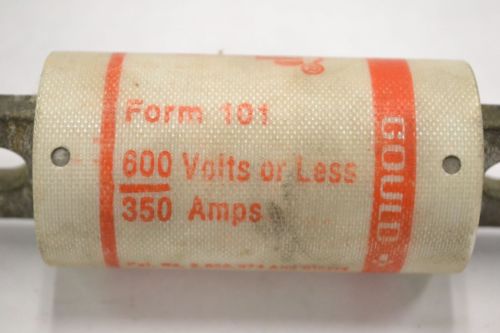 Form 101
600 Volts or Less
350 Amps
GOULD